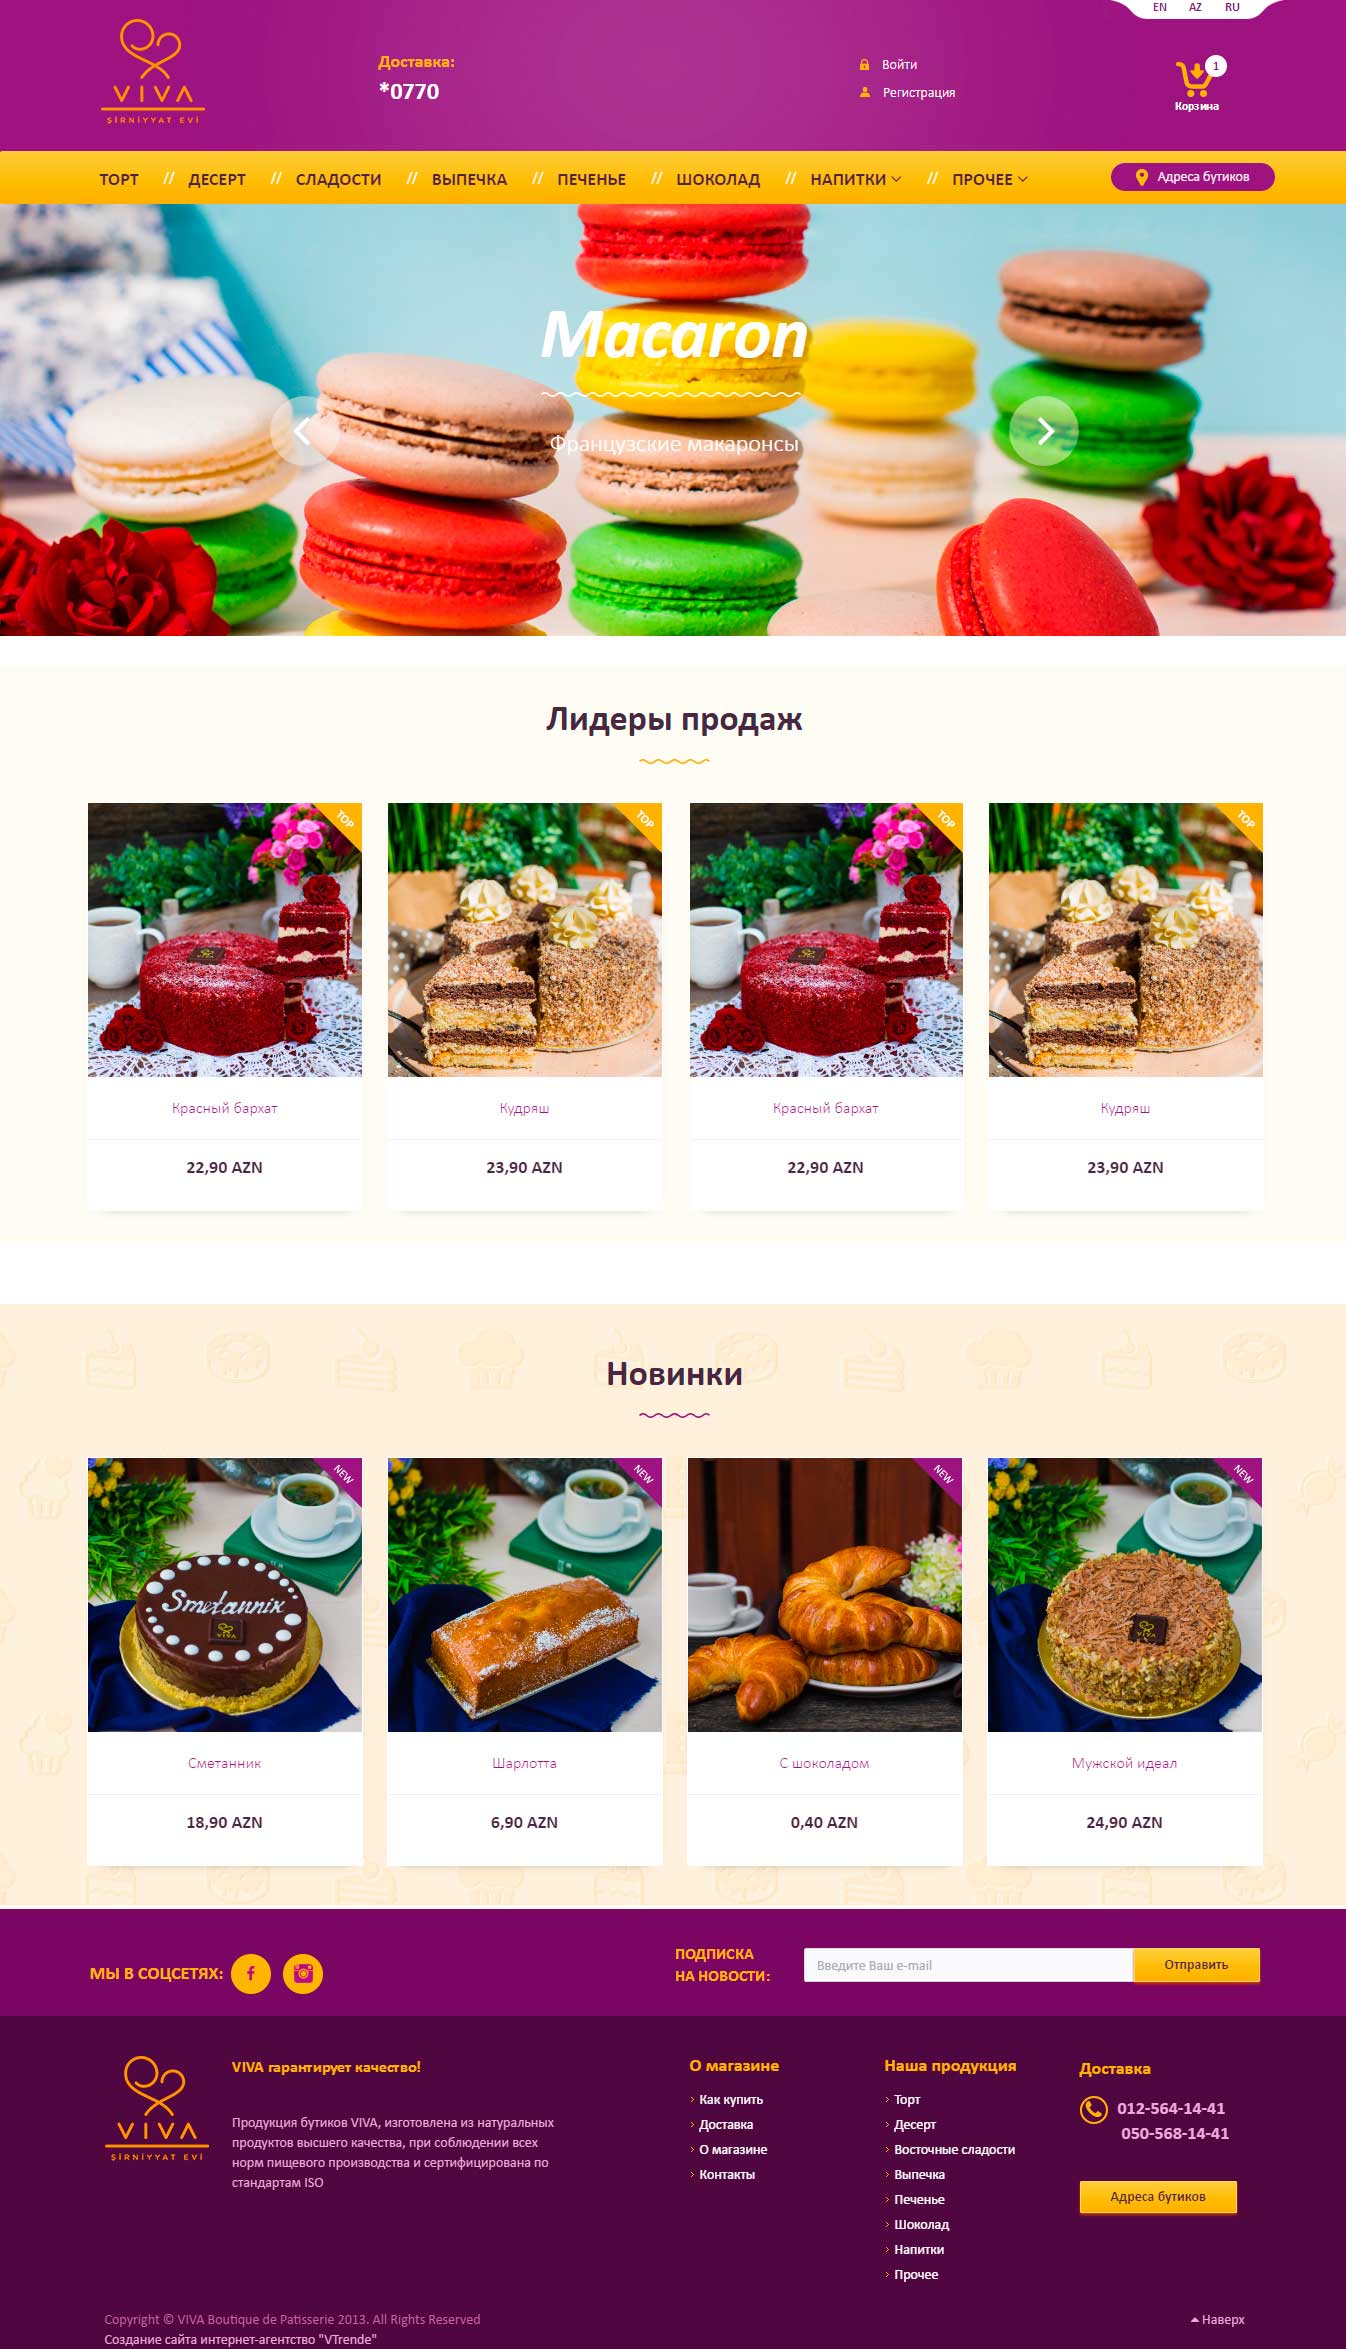 EN AZ RU
VIVA
ŞİRNİYYAT EVİ
Доставка:
*0770
Войти
Регистрация
1
Корзина
ТОРТ // ДЕСЕРТ // СЛАДОСТИ // ВЫПЕЧКА // ПЕЧЕНЬЕ // ШОКОЛАД // НАПИТКИ // ПРОЧЕЕ
Адреса бутиков
Macaron
Французские макаронсы
Лидеры продаж
TOP TOP TOP TOP
Красный бархат Кудряш Красный бархат Кудряш
22,90 AZN 23,90 AZN 22,90 AZN 23,90 AZN
Новинки
NEW NEW NEW NEW
Smetannik
VIVA
VIVA
Сметанник Шарлотта С шоколадом Мужской идеал
18,90 AZN 6,90 AZN 0,40 AZN 24,90 AZN
МЫ В СОЦСЕТЯХ:
ПОДПИСКА
НА НОВОСТИ:
Введите Ваш e-mail
Отправить
VIVA
ŞİRNİYYAT EVİ
VIVA гарантирует качество!
Продукция бутиков VIVA, изготовлена из натуральных
продуктов высшего качества, при соблюдении всех
норм пищевого производства и сертифицирована по
стандартам ISO
О магазине
Как купить
Доставка
О магазине
Контакты
Наша продукция
Торт
Десерт
Восточные сладости
Выпечка
Печенье
Шоколад
Напитки
Прочее
Доставка
012-564-14-41
050-568-14-41
Адреса бутиков
Copyright © VIVA Boutique de Patisserie 2013. All Rights Reserved
Создание сайта интернет-агентство "VTrende"
Наверх